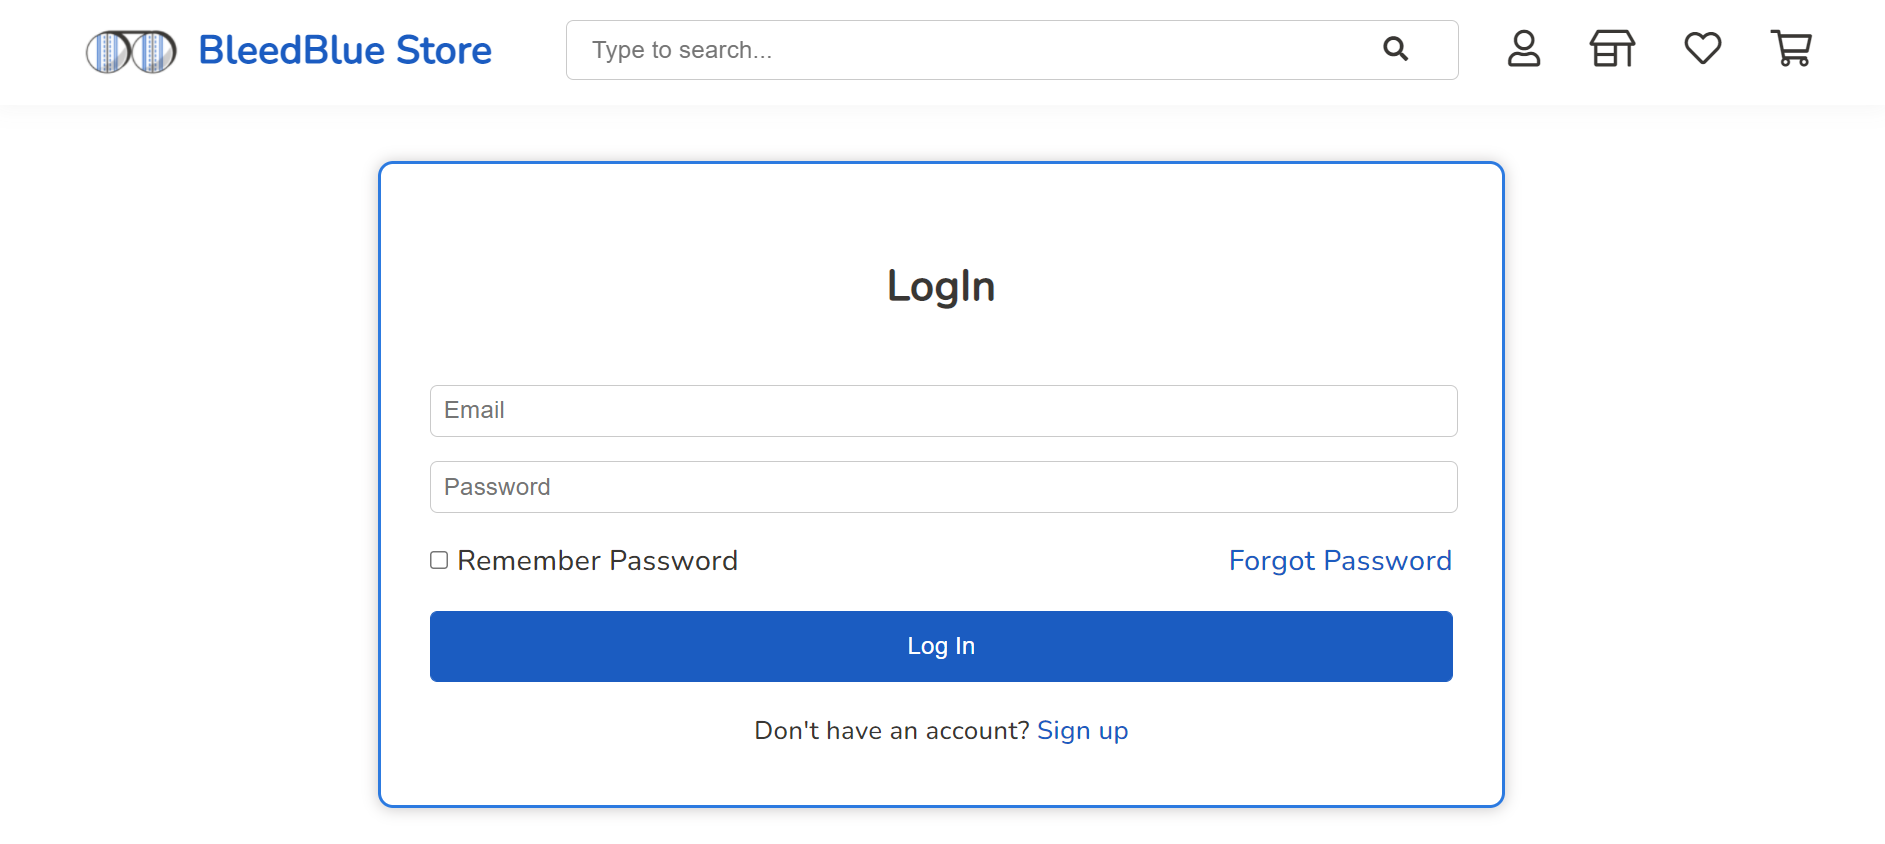 BleedBlue Store
Type to search...
LogIn
Email
Password
Remember Password
Forgot Password
Log In
Don't have an account? Sign up